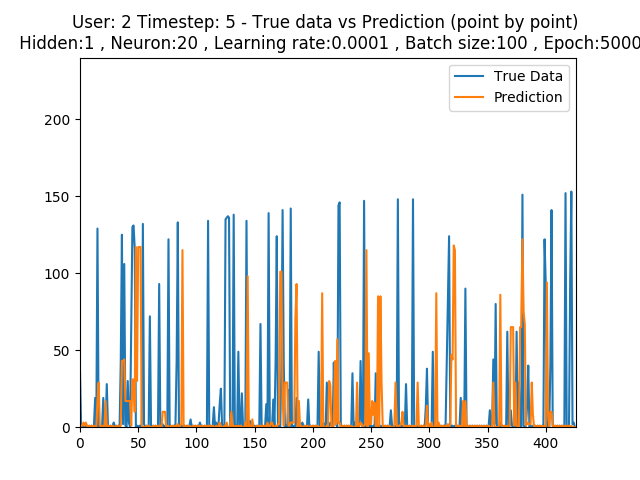 User: 2 Timestep: 5 - True data vs Prediction (point by point)
Hidden:1 , Neuron:20 , Learning rate:0.0001 , Batch size:100 , Epoch:5000
True Data
Prediction
200
150
100
50
0
0 50 100 150 200 250 300 350 400